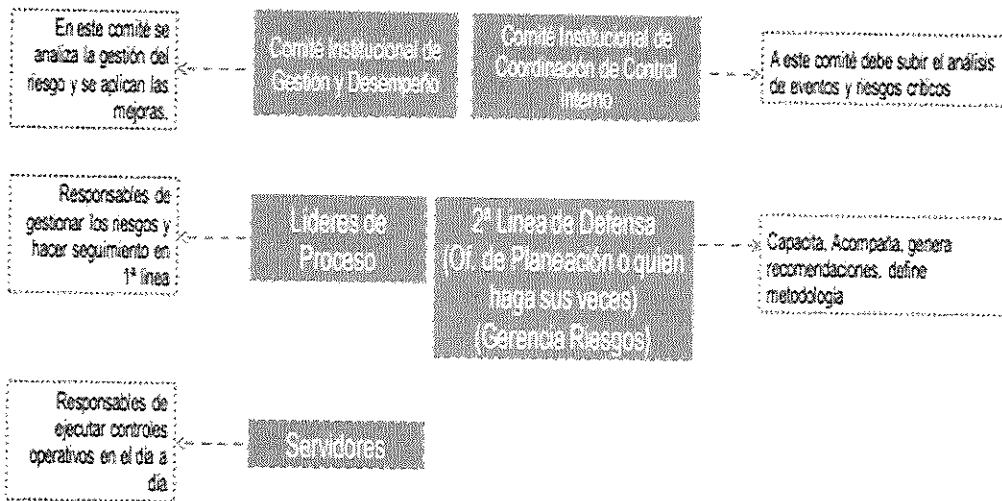 En este comité se
analiza la gestión del
riesgo y se aplican las
mejoras.
Comité Institucional de
Gestión y Desempeño
Comité Institucional de
Coordinación de Control
Interno
A este comité debe subir el análisis
de eventos y riesgos críticos
Responsables de
gestionar los riesgos y
hacer seguimiento en
1ª línea
Líderes de
Proceso
2ª Línea de Defensa
(Of. de Planeación o quien
haga sus veces)
(Gerencia Riesgos)
Capacita, Acompaña, genera
recomendaciones, define
metodología
Responsables de
ejecutar controles
operativos en el día a
día
Servidores